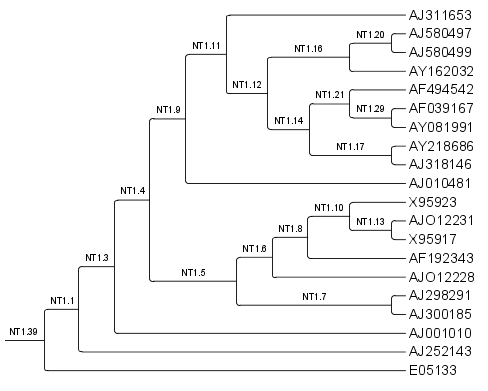 AJ311653
NT1.20 AJ580497
NT1.11 NT1.16 AJ580499
AY162032
NT1.12 NT1.21 AF494542
NT1.9 NT1.29 AF039167
NT1.14 AY081991
NT1.17 AY218686
AJ318146
NT1.4 AJ010481
X95923
NT1.10 NT1.13 AJO12231
NT1.8 X95917
NT1.3 NT1.6 AF192343
NT1.5 AJO12228
NT1.1 NT1.7 AJ298291
AJ300185
NT1.39 AJ001010
AJ252143
E05133